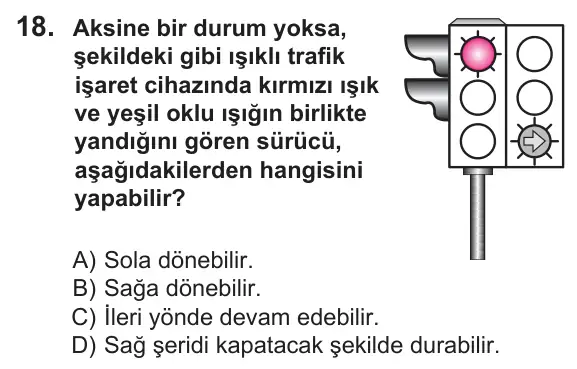 18. Aksine bir durum yoksa,
şekildeki gibi ışıklı trafik
işaret cihazında kırmızı ışık
ve yeşil oklu ışığın birlikte
yandığını gören sürücü,
aşağıdakilerden hangisini
yapabilir?
A) Sola dönebilir.
B) Sağa dönebilir.
C) İleri yönde devam edebilir.
D) Sağ şeridi kapatacak şekilde durabilir.